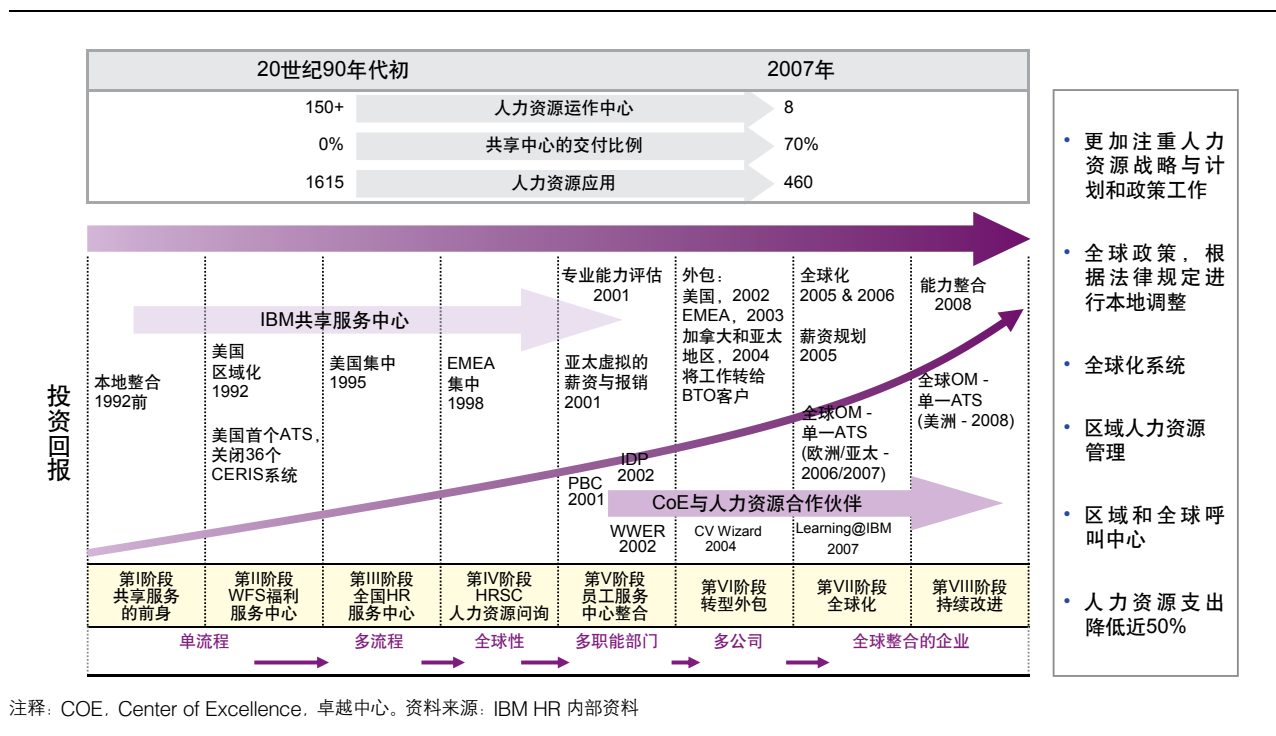 20世纪90年代初 2007年
150+ 人力资源运作中心 8
0% 共享中心的交付比例 70%
1615 人力资源应用 460
投资回报
IBM共享服务中心
本地整合
1992前
美国
区域化
1992
美国首个ATS,
关闭36个
CERIS系统
美国集中
1995
EMEA
集中
1998
专业能力评估
2001
亚太虚拟的
薪资与报销
2001
PBC
2001
IDP
2002
WWER
2002
外包：
美国，2002
EMEA，2003
加拿大和亚太
地区，2004
将工作转给
BTO客户
CoE与人力资源合作伙伴
CV Wizard
2004
全球化
2005 & 2006
薪资规划
2005
全球OM -
单一ATS
(欧洲/亚太 -
2006/2007)
Learning@IBM
2007
能力整合
2008
全球OM -
单一ATS
(美洲 - 2008)
第I阶段
共享服务
的前身
第II阶段
WFS福利
服务中心
第III阶段
全国HR
服务中心
第IV阶段
HRSC
人力资源问询
第V阶段
员工服务
中心整合
第VI阶段
转型外包
第VII阶段
全球化
第VIII阶段
持续改进
单流程 多流程 全球性 多职能部门 多公司 全球整合的企业
• 更加注重人力
资源战略与计
划和政策工作
• 全球政策，根
据法律规定进
行本地调整
• 全球化系统
• 区域人力资源
管理
• 区域和全球呼
叫中心
• 人力资源支出
降低近50%
注释：COE，Center of Excellence，卓越中心。资料来源：IBM HR 内部资料